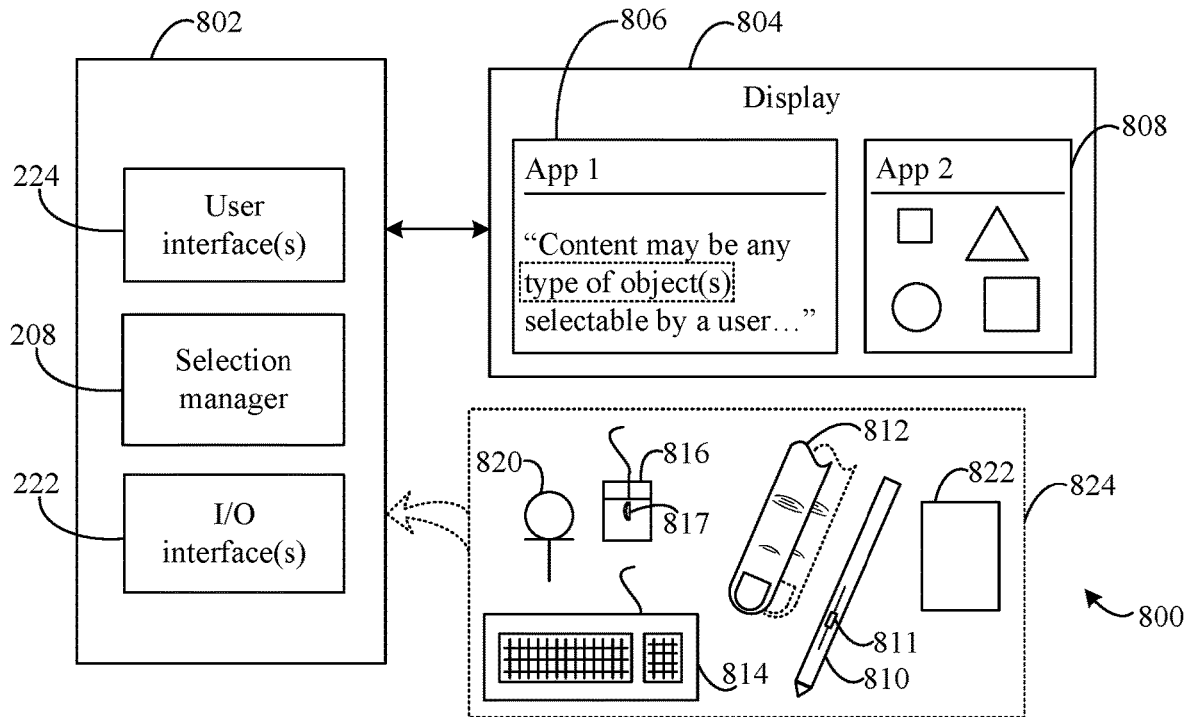 802
806
804
Display
808
App 1
App 2
224
User
interface(s)
“Content may be any
type of object(s)
selectable by a user…”
208
Selection
manager
812
820
816
822
824
222
I/O
interface(s)
817
800
811
814
810